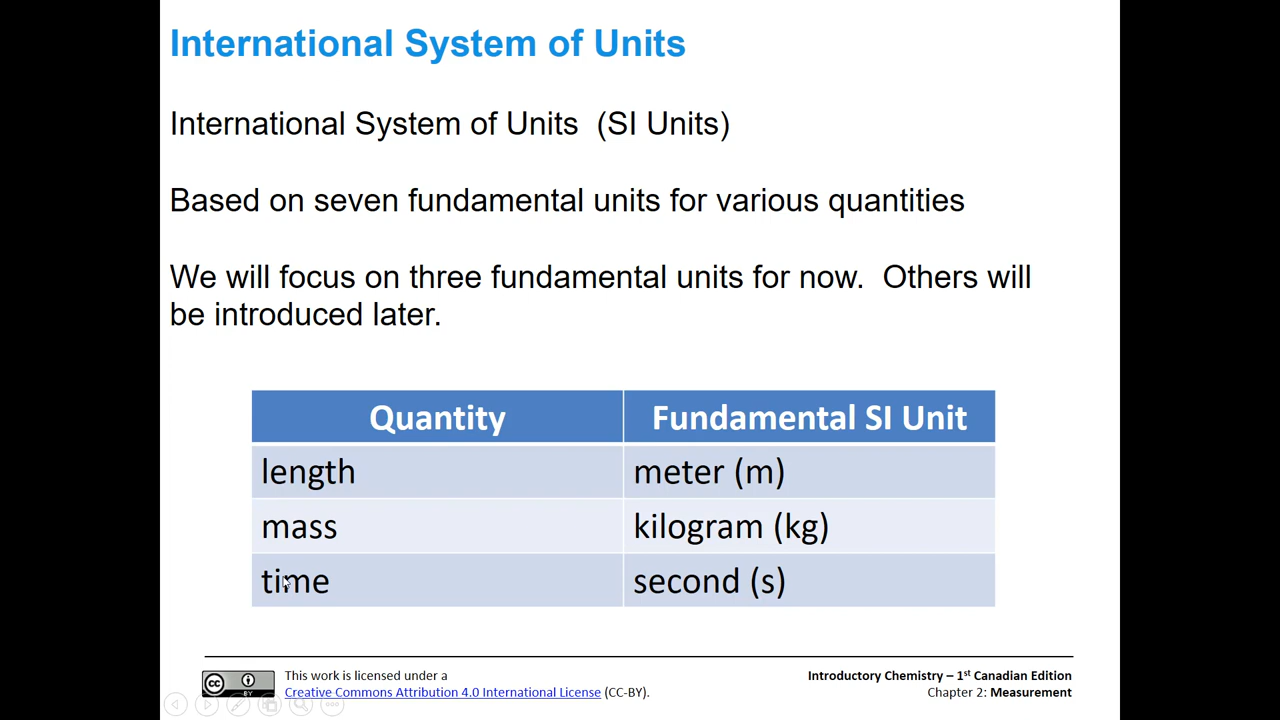 International System of Units
International System of Units  (SI Units)
Based on seven fundamental units for various quantities
We will focus on three fundamental units for now.  Others will
be introduced later.
Quantity Fundamental SI Unit
length meter (m)
mass kilogram (kg)
time second (s)
cc BY
This work is licensed under a
Creative Commons Attribution 4.0 International License (CC-BY).
Introductory Chemistry – 1st Canadian Edition
Chapter 2: Measurement